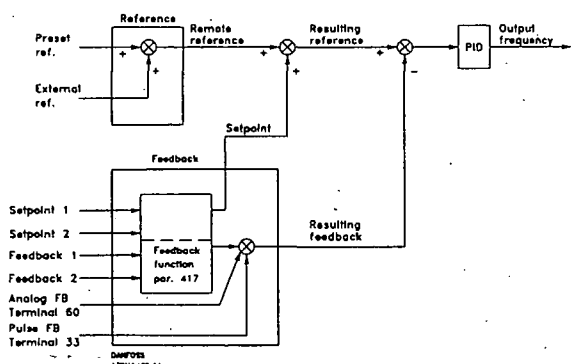 Reference
Preset
ref.
+
+
External
ref.
Remote
reference
+
+
Resulting
reference
+
-
PID
Output
frequency
Setpoint
Feedback
Setpoint 1
Setpoint 2
Feedback 1
Feedback 2
Feedback
function
par. 417
Resulting
feedback
Analog FB
Terminal 60
Pulse FB
Terminal 33
DANFOSS